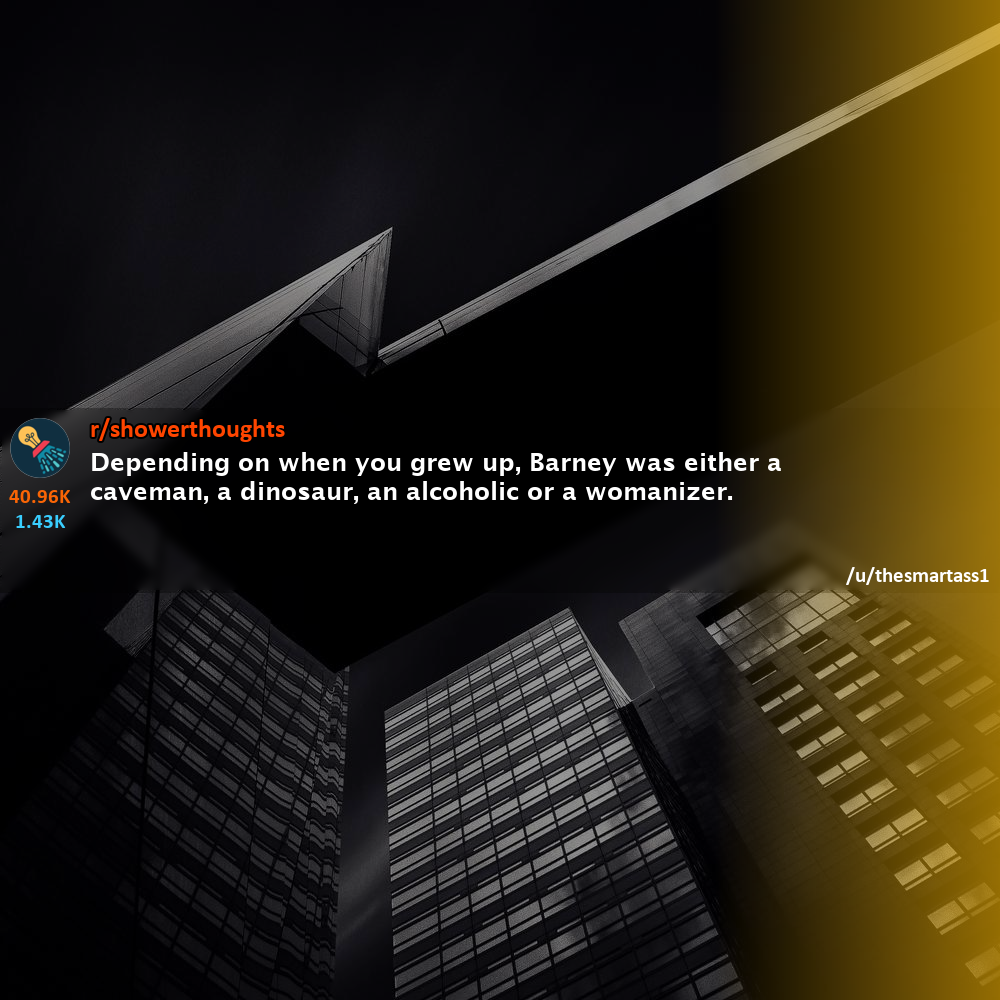 r/showerthoughts
Depending on when you grew up, Barney was either a
caveman, a dinosaur, an alcoholic or a womanizer.
40.96K
1.43K
/u/thesmartass1